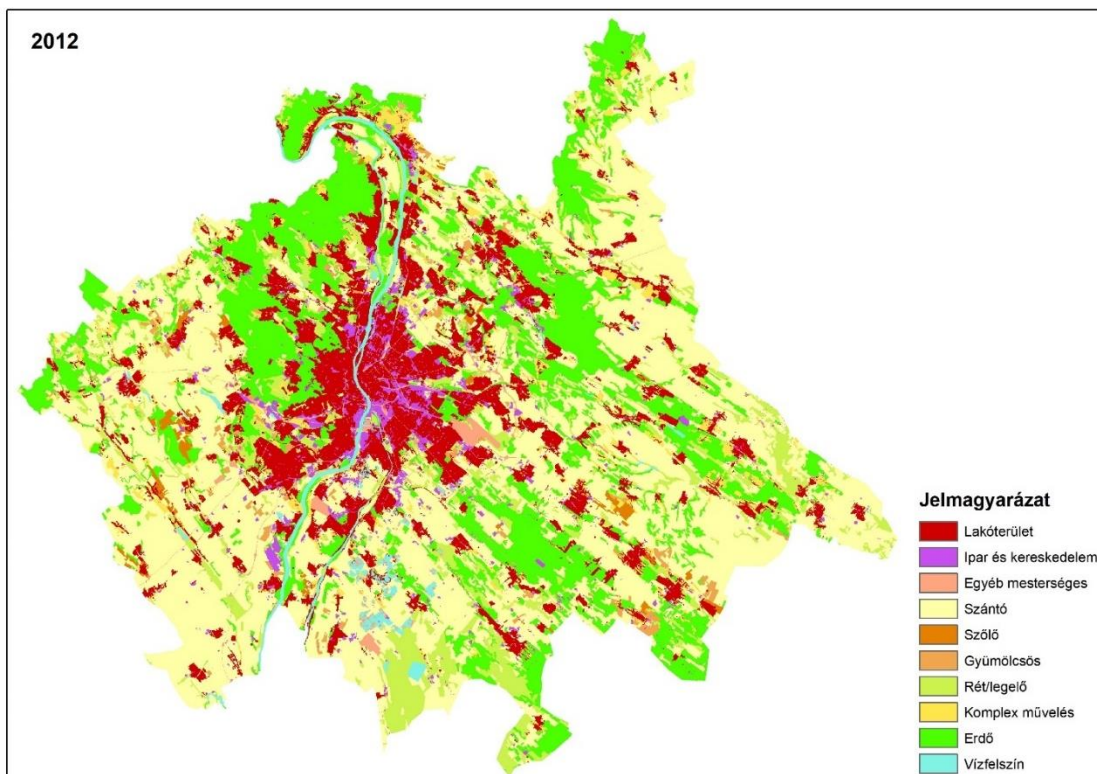 2012
Jelmagyarázat
Lakóterület
Ipar és kereskedelem
Egyéb mesterséges
Szántó
Szőlő
Gyümölcsös
Rét/legelő
Komplex művelés
Erdő
Vízfelszín